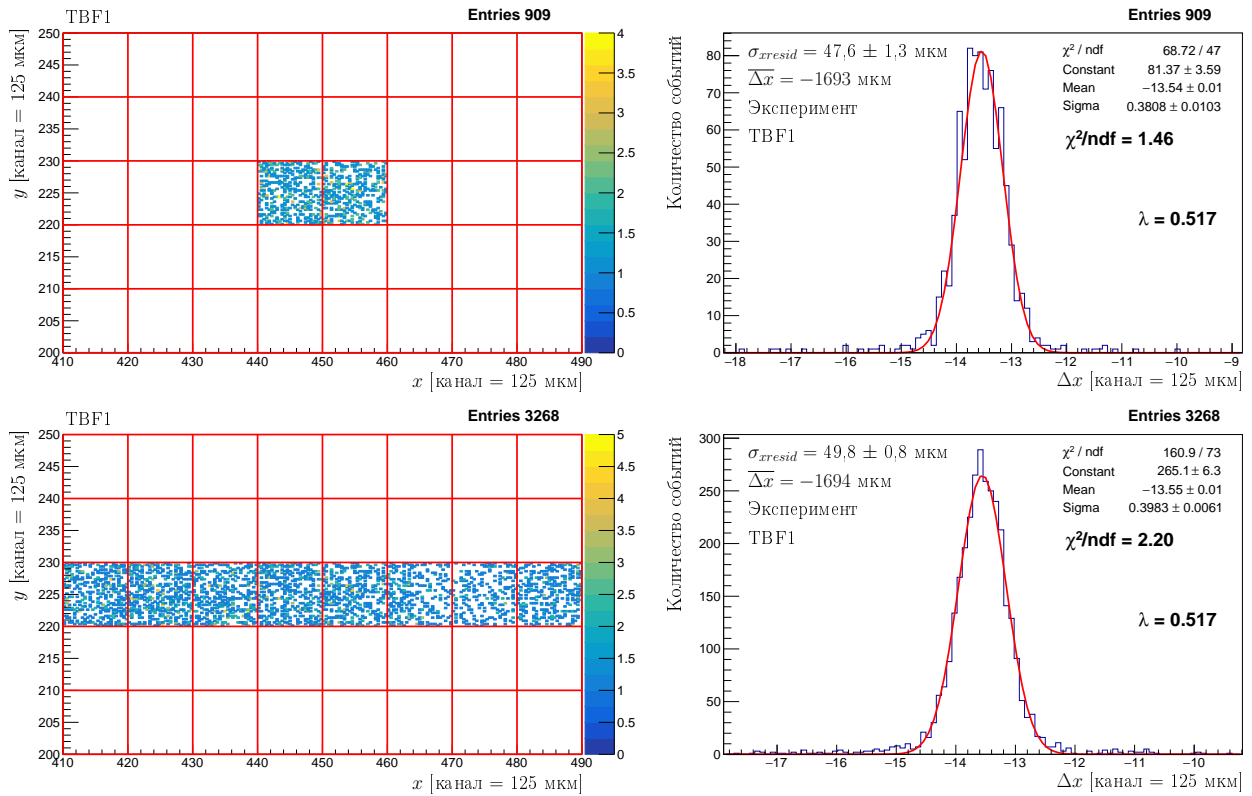 TBF1
Entries 909
y [канал = 125 мкм]
250
240
230
220
210
205
200
410 420 430 440 450 460 470 480 490
x [канал = 125 мкм]
4
3.5
3
2.5
2
1.5
1
0.5
0
Entries 909
Количество событий
80
70
60
50
40
30
20
10
0
σxresid = 47,6 ± 1,3 мкм
Δx = −1693 мкм
Эксперимент
TBF1
χ² / ndf 68.72 / 47
Constant 81.37 ± 3.59
Mean −13.54 ± 0.01
Sigma 0.3808 ± 0.0103
χ²/ndf = 1.46
λ = 0.517
−18 −17 −16 −15 −14 −13 −12 −11 −10 −9
Δx [канал = 125 мкм]
TBF1
Entries 3268
y [канал = 125 мкм]
250
240
230
220
210
205
200
410 420 430 440 450 460 470 480 490
x [канал = 125 мкм]
5
4.5
4
3.5
3
2.5
2
1.5
1
0.5
0
Entries 3268
Количество событий
300
250
200
150
100
50
0
σxresid = 49,8 ± 0,8 мкм
Δx = −1694 мкм
Эксперимент
TBF1
χ² / ndf 160.9 / 73
Constant 265.1 ± 6.3
Mean −13.55 ± 0.01
Sigma 0.3983 ± 0.0061
χ²/ndf = 2.20
λ = 0.517
−17 −16 −15 −14 −13 −12 −11 −10
Δx [канал = 125 мкм]